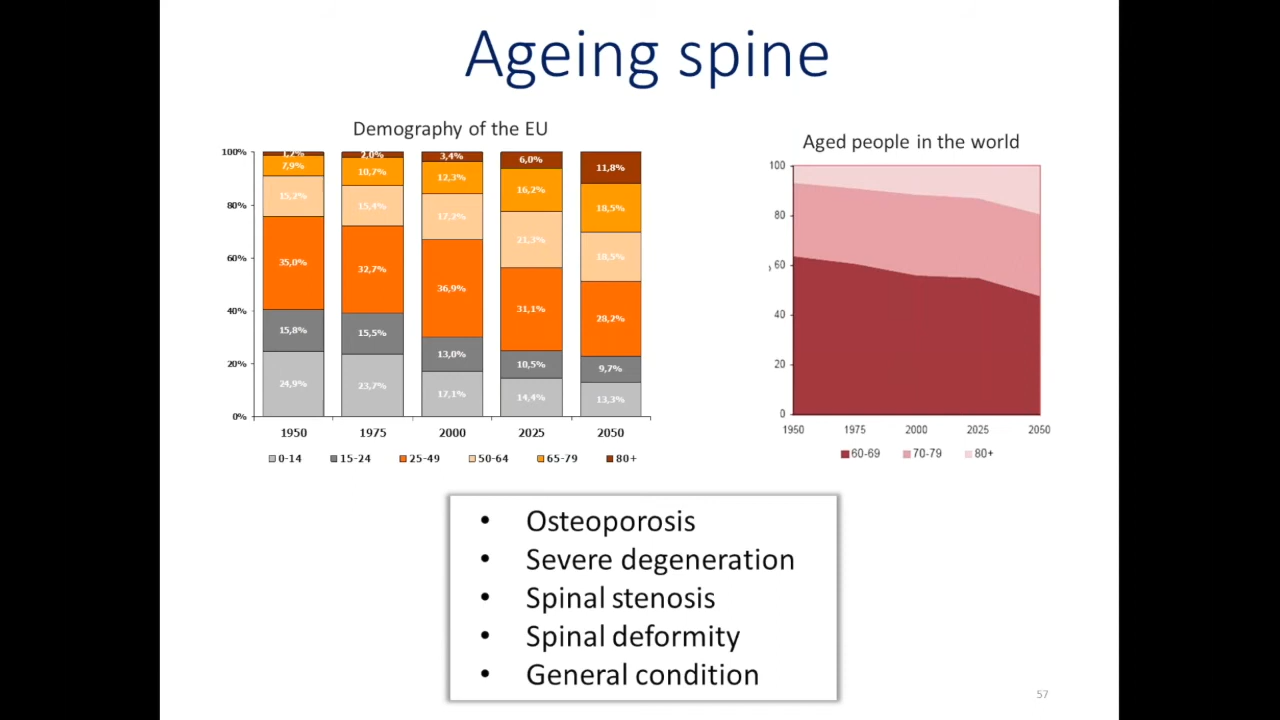 Ageing spine
Demography of the EU
100%
80%
60%
40%
20%
0%
1,2% 2,0% 3,4% 6,0% 11,8%
7,9% 10,7% 12,3% 16,2% 18,5%
15,2% 15,4% 17,2% 21,3% 18,5%
35,0% 32,7% 36,9% 31,1% 28,2%
15,8% 15,5% 13,0% 10,5% 9,7%
24,9% 23,7% 17,1% 14,4% 13,3%
1950 1975 2000 2025 2050
0-14 15-24 25-49 50-64 65-79 80+
Aged people in the world
100
80
60
40
20
0
1950 1975 2000 2025 2050
60-69 70-79 80+
• Osteoporosis
• Severe degeneration
• Spinal stenosis
• Spinal deformity
• General condition
57